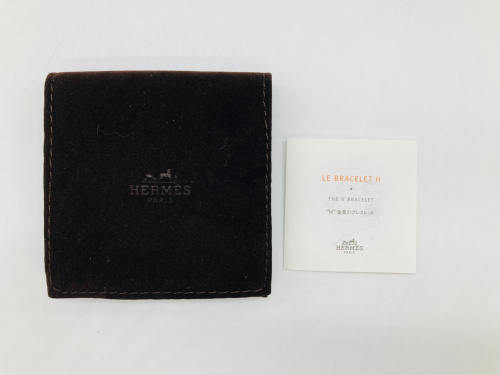 HERMÈS
PARIS
LE BRACELET H
THE H BRACELET
"H" 金具のブレスレット
HERMÈS
PARIS